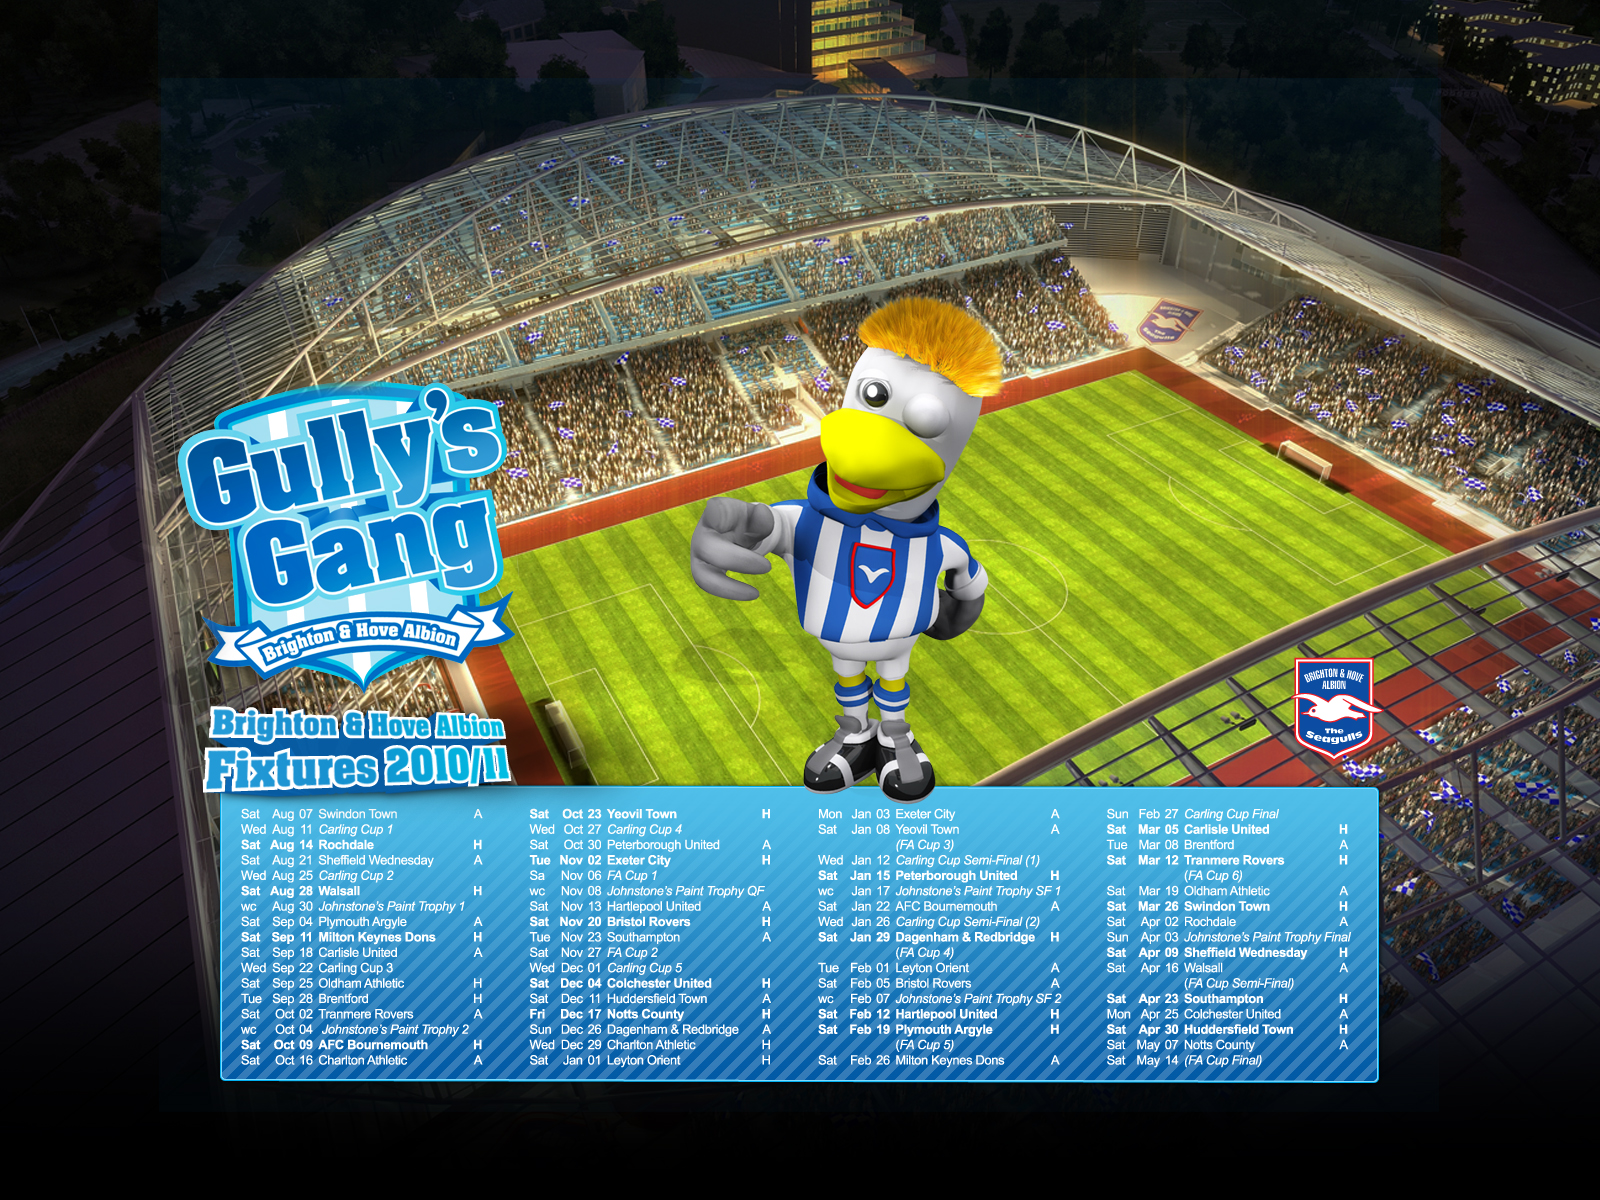 Gully's
Gang
Brighton & Hove Albion
Brighton & Hove Albion
Fixtures 2010/11
BRIGHTON & HOVE
ALBION
The
Seagulls
Sat Aug 07 Swindon Town A
Wed Aug 11 Carling Cup 1
Sat Aug 14 Rochdale H
Sat Aug 21 Sheffield Wednesday A
Wed Aug 25 Carling Cup 2
Sat Aug 28 Walsall H
wc Aug 30 Johnstone's Paint Trophy 1
Sat Sep 04 Plymouth Argyle A
Sat Sep 11 Milton Keynes Dons H
Sat Sep 18 Carlisle United A
Wed Sep 22 Carling Cup 3
Sat Sep 25 Oldham Athletic H
Tue Sep 28 Brentford H
Sat Oct 02 Tranmere Rovers A
wc Oct 04 Johnstone's Paint Trophy 2
Sat Oct 09 AFC Bournemouth H
Sat Oct 16 Charlton Athletic A
Sat Oct 23 Yeovil Town H
Wed Oct 27 Carling Cup 4
Sat Oct 30 Peterborough United A
Tue Nov 02 Exeter City H
Sa Nov 06 FA Cup 1
wc Nov 08 Johnstone's Paint Trophy QF
Sat Nov 13 Hartlepool United A
Sat Nov 20 Bristol Rovers H
Tue Nov 23 Southampton A
Sat Nov 27 FA Cup 2
Wed Dec 01 Carling Cup 5
Sat Dec 04 Colchester United H
Sat Dec 11 Huddersfield Town A
Fri Dec 17 Notts County H
Sun Dec 26 Dagenham & Redbridge A
Wed Dec 29 Charlton Athletic H
Sat Jan 01 Leyton Orient H
Mon Jan 03 Exeter City A
Sat Jan 08 Yeovil Town A
(FA Cup 3)
Wed Jan 12 Carling Cup Semi-Final (1)
Sat Jan 15 Peterborough United H
wc Jan 17 Johnstone's Paint Trophy SF 1
Sat Jan 22 AFC Bournemouth A
Wed Jan 26 Carling Cup Semi-Final (2)
Sat Jan 29 Dagenham & Redbridge H
(FA Cup 4)
Tue Feb 01 Leyton Orient A
Sat Feb 05 Bristol Rovers A
wc Feb 07 Johnstone's Paint Trophy SF 2
Sat Feb 12 Hartlepool United H
Sat Feb 19 Plymouth Argyle H
(FA Cup 5)
Sat Feb 26 Milton Keynes Dons A
Sun Feb 27 Carling Cup Final
Sat Mar 05 Carlisle United H
Tue Mar 08 Brentford A
Sat Mar 12 Tranmere Rovers H
(FA Cup 6)
Sat Mar 19 Oldham Athletic A
Sat Mar 26 Swindon Town H
Sat Apr 02 Rochdale A
Sun Apr 03 Johnstone's Paint Trophy Final
Sat Apr 09 Sheffield Wednesday H
Sat Apr 16 Walsall A
(FA Cup Semi-Final)
Sat Apr 23 Southampton H
Mon Apr 25 Colchester United A
Sat Apr 30 Huddersfield Town H
Sat May 07 Notts County A
Sat May 14 (FA Cup Final)